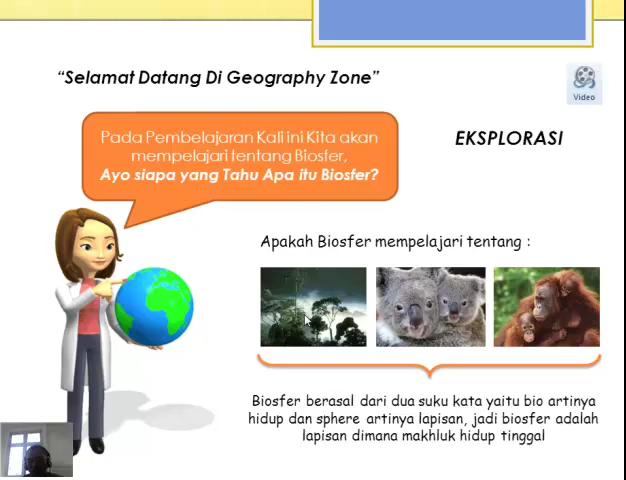 “Selamat Datang Di Geography Zone”
Video
Pada Pembelajaran Kali ini Kita akan
mempelajari tentang Biosfer,
Ayo siapa yang Tahu Apa itu Biosfer?
EKSPLORASI
Apakah Biosfer mempelajari tentang :
Biosfer berasal dari dua suku kata yaitu bio artinya
hidup dan sphere artinya lapisan, jadi biosfer adalah
lapisan dimana makhluk hidup tinggal